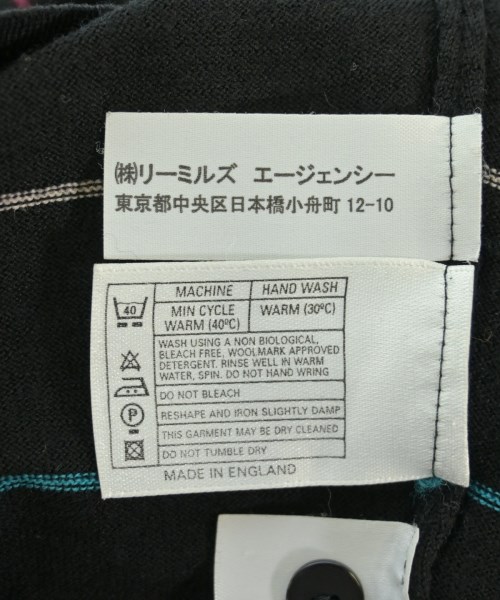 ㈱リーミルズ エージェンシー
東京都中央区日本橋小舟町 12-10
MACHINE HAND WASH
40 MIN CYCLE WARM (40ºC) WARM (30ºC)
WASH USING A NON BIOLOGICAL,
BLEACH FREE, WOOLMARK APPROVED
DETERGENT. RINSE WELL IN WARM
WATER, SPIN. DO NOT HAND WRING
DO NOT BLEACH
RESHAPE AND IRON SLIGHTLY DAMP
P THIS GARMENT MAY BE DRY CLEANED
DO NOT TUMBLE DRY
MADE IN ENGLAND